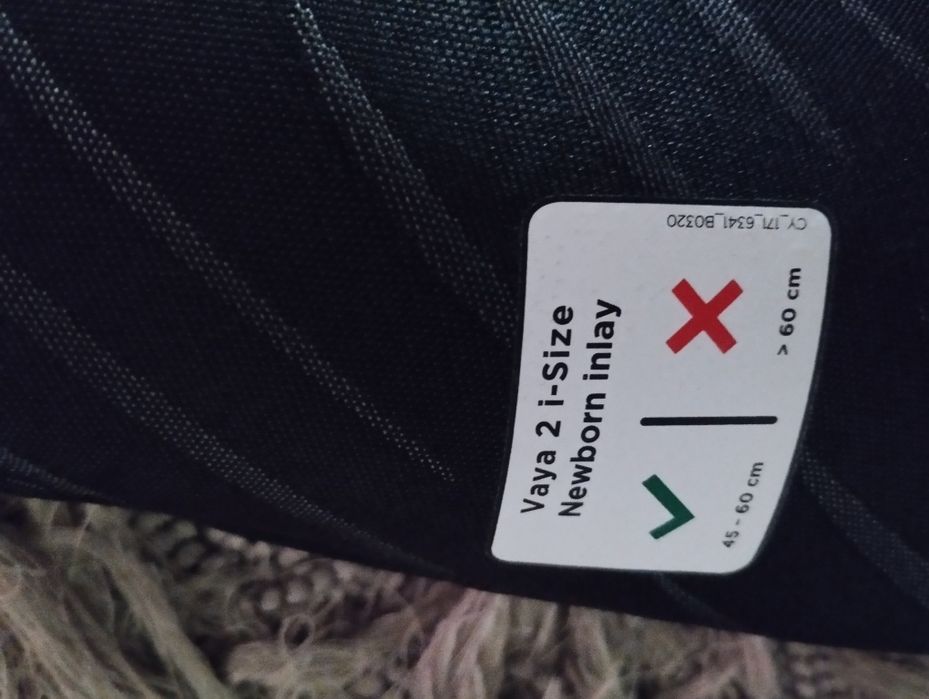 Vaya 2 i-Size
Newborn inlay
45 - 60 cm
> 60 cm
CY_171_6341_B0320